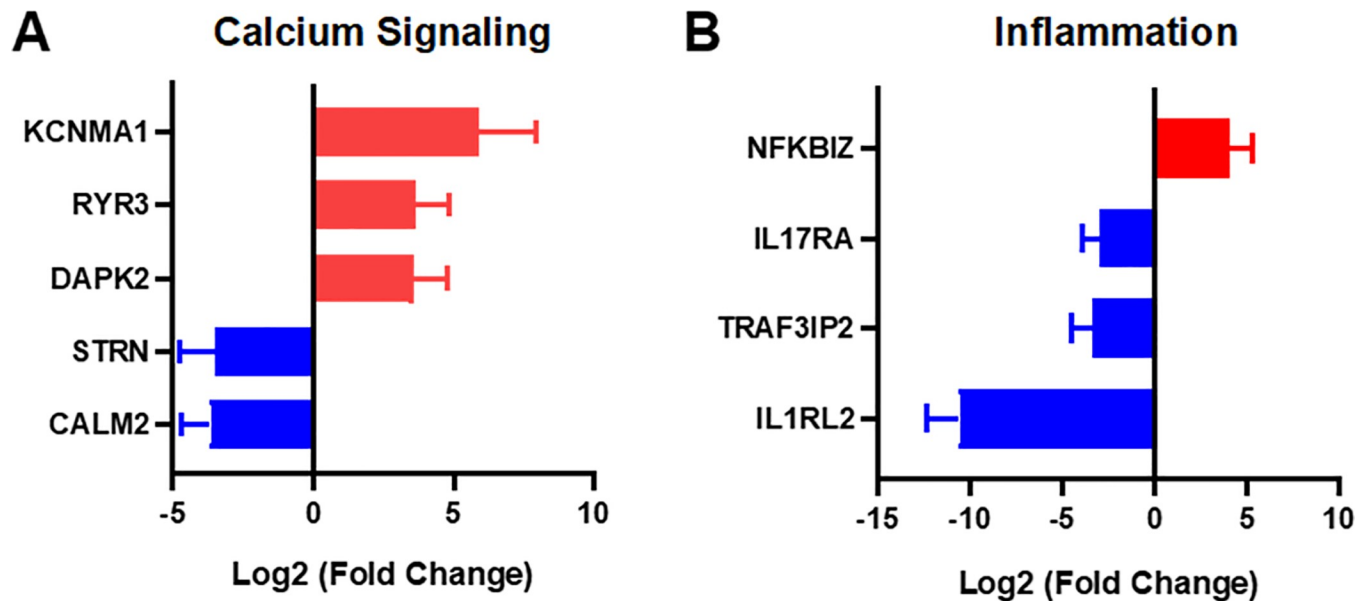 A
Calcium Signaling
KCNMA1
RYR3
DAPK2
STRN
CALM2
-5 0 5 10
Log2 (Fold Change)
B
Inflammation
NFKBIZ
IL17RA
TRAF3IP2
IL1RL2
-15 -10 -5 0 5 10
Log2 (Fold Change)